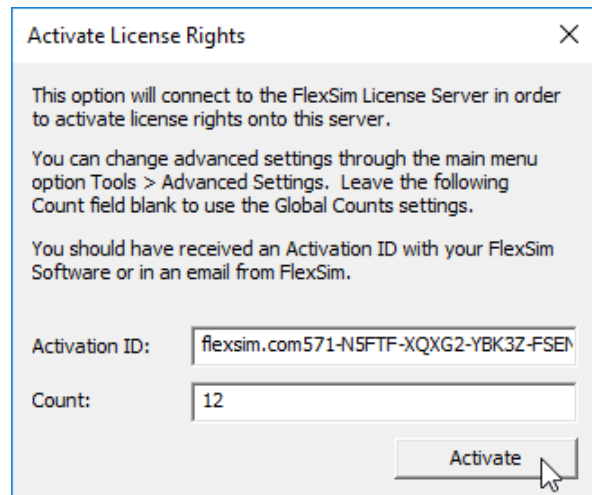 Activate License Rights
This option will connect to the FlexSim License Server in order
to activate license rights onto this server.
You can change advanced settings through the main menu
option Tools > Advanced Settings.  Leave the following
Count field blank to use the Global Counts settings.
You should have received an Activation ID with your FlexSim
Software or in an email from FlexSim.
Activation ID: flexsim.com571-N5FTF-XQXG2-YBK3Z-FSEN
Count: 12
Activate